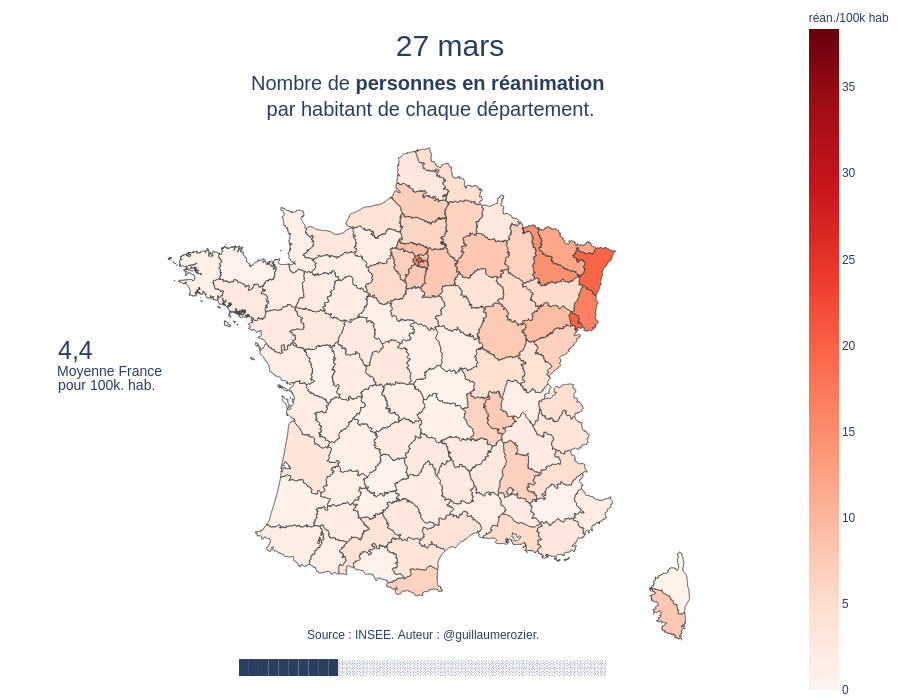 27 mars
Nombre de personnes en réanimation
par habitant de chaque département.
réan./100k hab
35
30
25
20
15
10
5
0
4,4
Moyenne France
pour 100k. hab.
Source : INSEE. Auteur : @guillaumerozier.